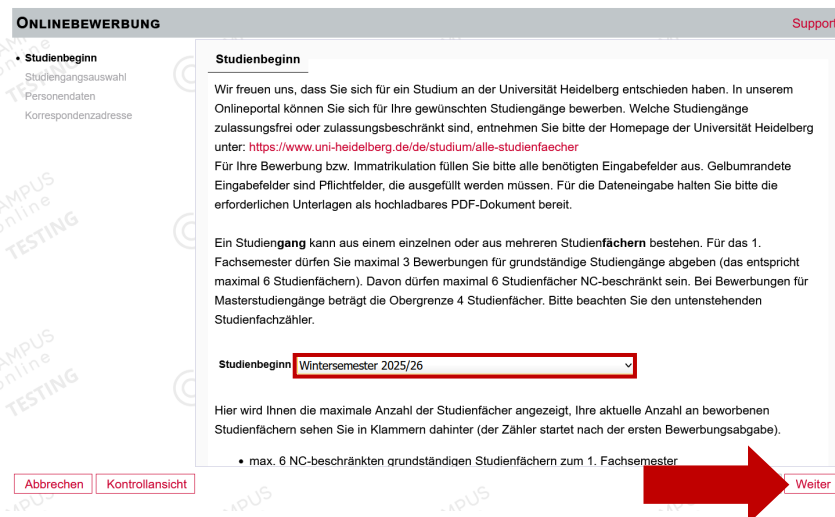 ONLINEBEWERBUNG
Support
• Studienbeginn
Studiengangsauswahl
Personendaten
Korrespondenzadresse
Studienbeginn
Wir freuen uns, dass Sie sich für ein Studium an der Universität Heidelberg entschieden haben. In unserem
Onlineportal können Sie sich für Ihre gewünschten Studiengänge bewerben. Welche Studiengänge
zulassungsfrei oder zulassungsbeschränkt sind, entnehmen Sie bitte der Homepage der Universität Heidelberg
unter: https://www.uni-heidelberg.de/de/studium/alle-studienfaecher
Für Ihre Bewerbung bzw. Immatrikulation füllen Sie bitte alle benötigten Eingabefelder aus. Gelbumrandete
Eingabefelder sind Pflichtfelder, die ausgefüllt werden müssen. Für die Dateneingabe halten Sie bitte die
erforderlichen Unterlagen als hochladbares PDF-Dokument bereit.
Ein Studiengang kann aus einem einzelnen oder aus mehreren Studienfächern bestehen. Für das 1.
Fachsemester dürfen Sie maximal 3 Bewerbungen für grundständige Studiengänge abgeben (das entspricht
maximal 6 Studienfächern). Davon dürfen maximal 6 Studienfächer NC-beschränkt sein. Bei Bewerbungen für
Masterstudiengänge beträgt die Obergrenze 4 Studienfächer. Bitte beachten Sie den untenstehenden
Studienfachzähler.
Studienbeginn Wintersemester 2025/26
Hier wird Ihnen die maximale Anzahl der Studienfächer angezeigt, Ihre aktuelle Anzahl an beworbenen
Studienfächern sehen Sie in Klammern dahinter (der Zähler startet nach der ersten Bewerbungsabgabe).
• max. 6 NC-beschränkten grundständigen Studienfächern zum 1. Fachsemester
Abbrechen Kontrollansicht
Weiter
AMPUS
online
TESTING
AMPUS
online
TESTING